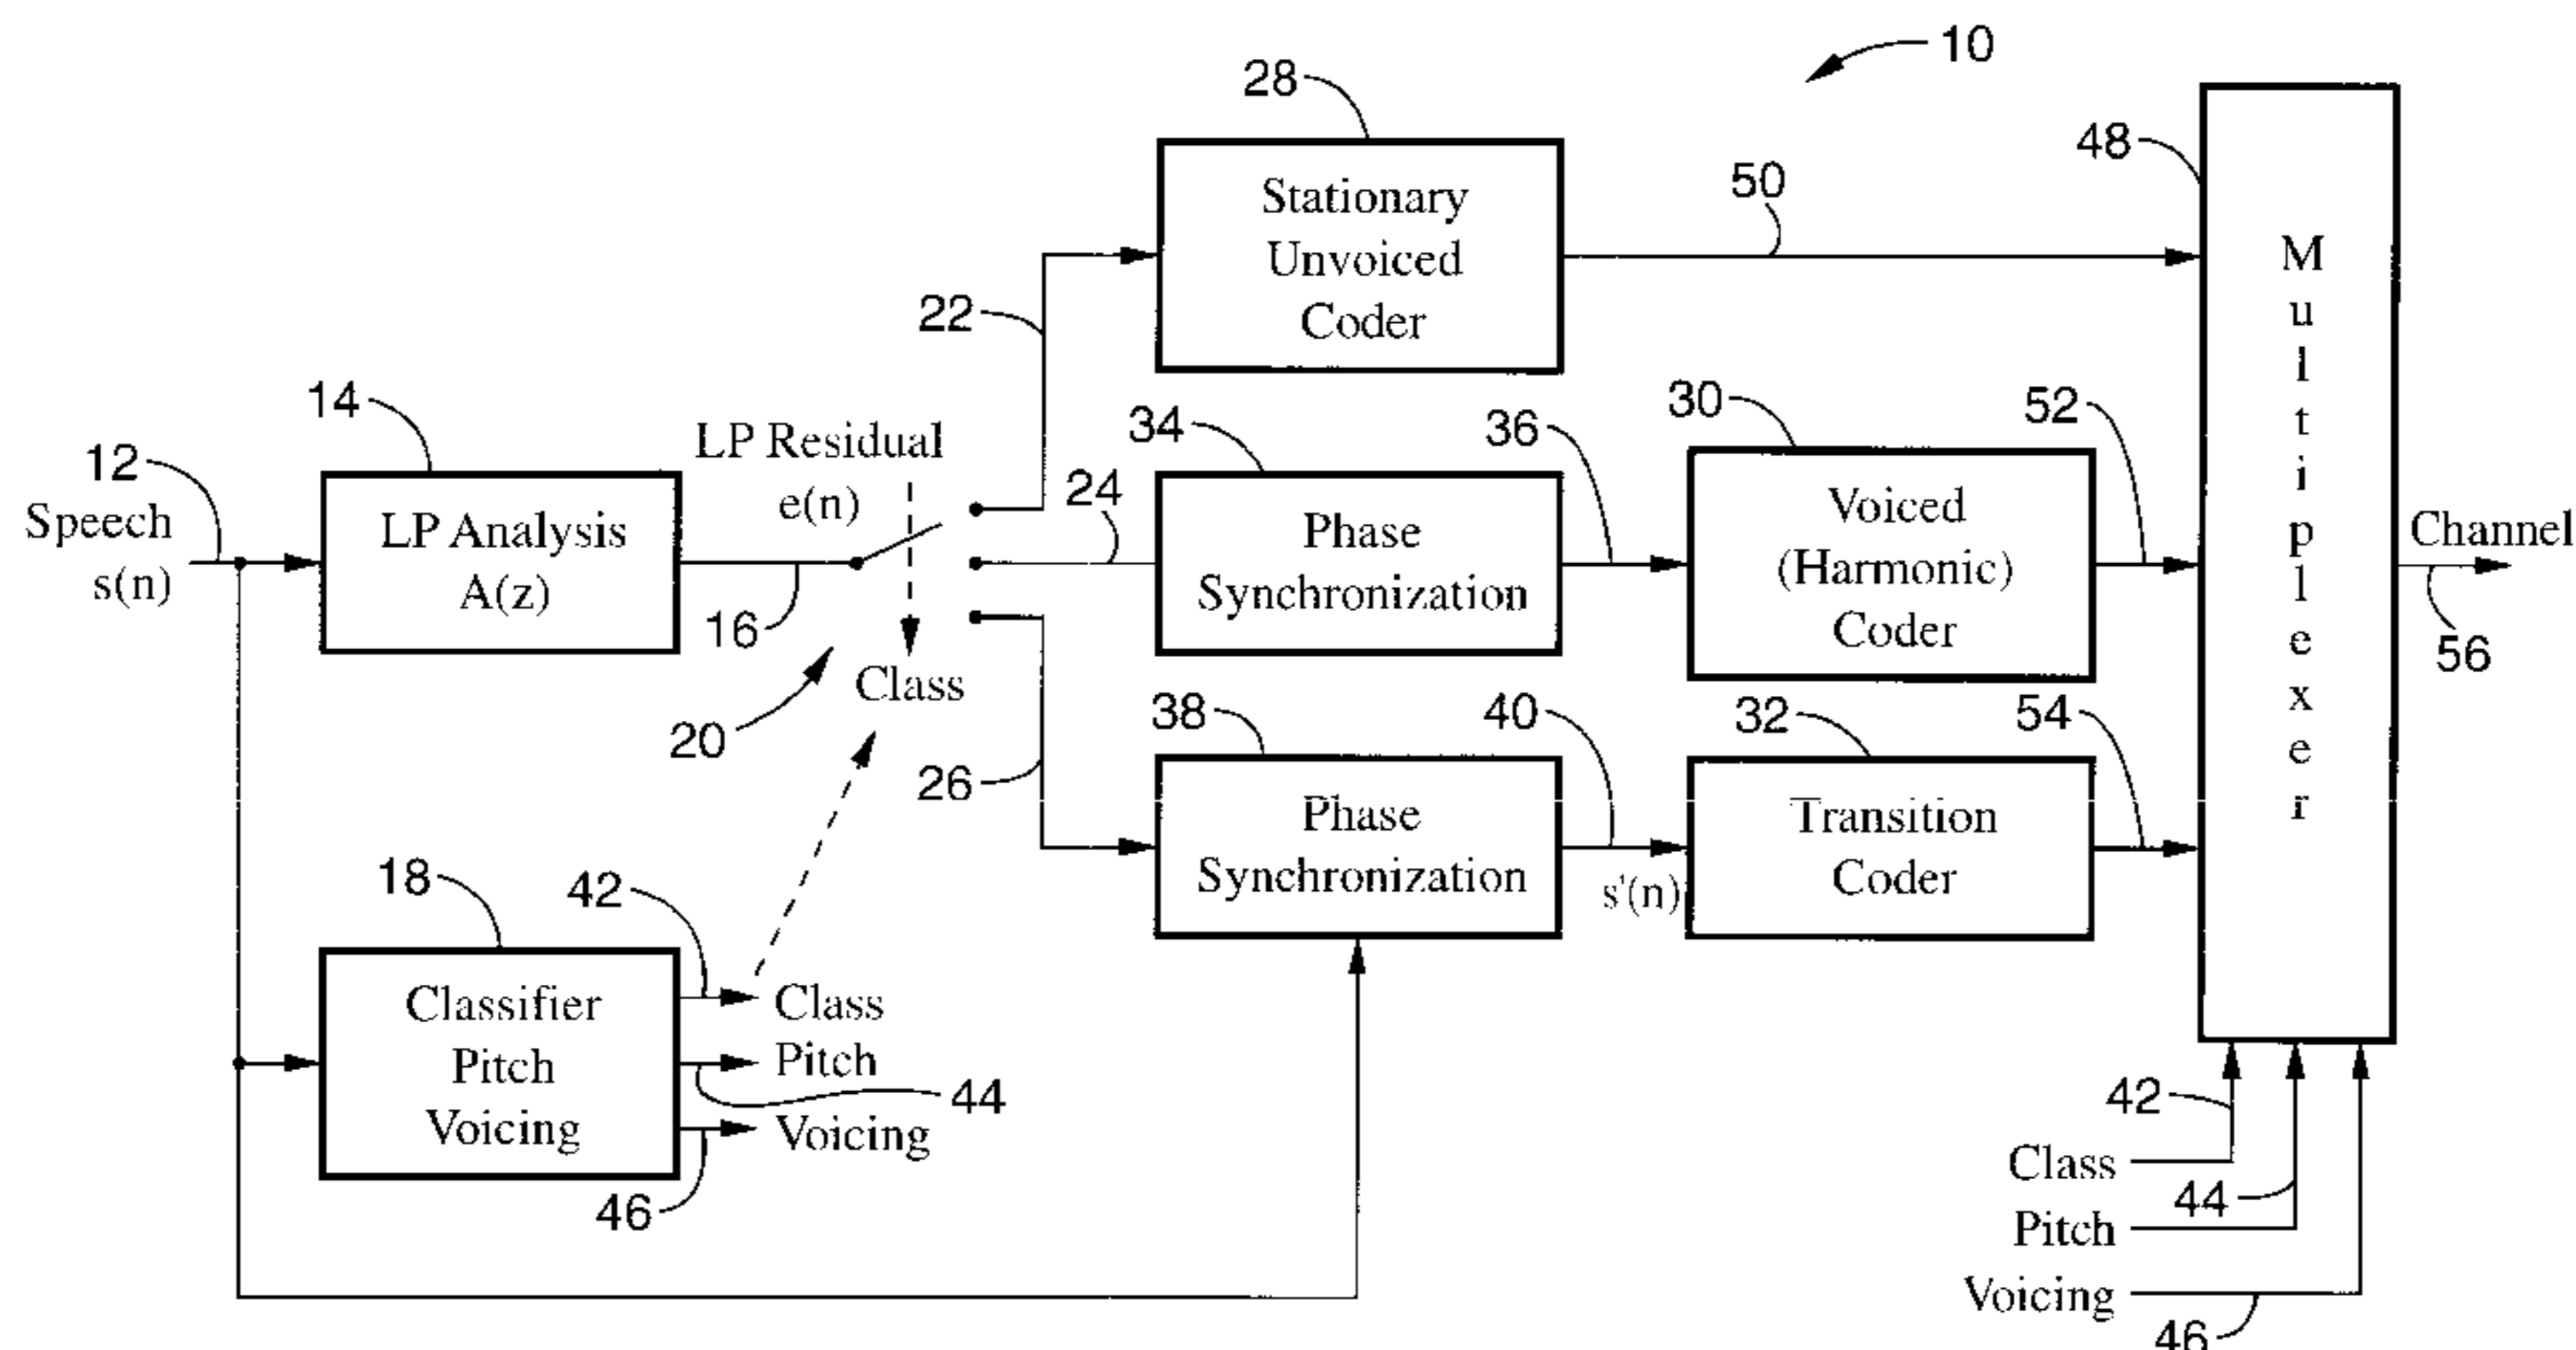 10
28
Stationary
Unvoiced
Coder
50
48
Multiplexer
22
14
LP Residual
e(n)
12
Speech
s(n)
LP Analysis
A(z)
16
20
Class
24
34
Phase
Synchronization
36
30
Voiced
(Harmonic)
Coder
52
Channel
56
26
38
Phase
Synchronization
40
s'(n)
32
Transition
Coder
54
18
Classifier
Pitch
Voicing
42
Class
Pitch
44
Voicing
46
42
Class
44
Pitch
Voicing
46